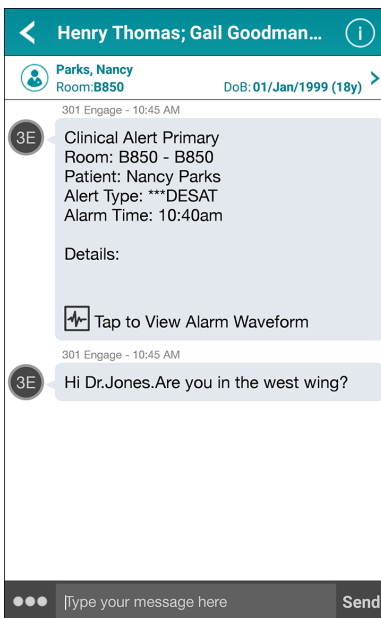 Henry Thomas; Gail Goodman...
i
Parks, Nancy
Room:B850
DoB:01/Jan/1999 (18y)
301 Engage - 10:45 AM
3E
Clinical Alert Primary
Room: B850 - B850
Patient: Nancy Parks
Alert Type: ***DESAT
Alarm Time: 10:40am
Details:
Tap to View Alarm Waveform
301 Engage - 10:45 AM
3E
Hi Dr.Jones.Are you in the west wing?
Type your message here
Send